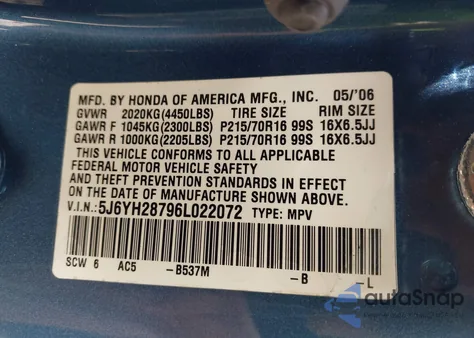 MFD. BY HONDA OF AMERICA MFG., INC. 05/'06
GVWR 2020KG(4450LBS) TIRE SIZE RIM SIZE
GAWR F 1045KG(2300LBS) P215/70R16 99S 16X6.5JJ
GAWR R 1000KG(2205LBS) P215/70R16 99S 16X6.5JJ
THIS VEHICLE CONFORMS TO ALL APPLICABLE
FEDERAL MOTOR VEHICLE SAFETY
AND THEFT PREVENTION STANDARDS IN EFFECT
ON THE DATE OF MANUFACTURE SHOWN ABOVE.
V.I.N.: 5J6YH28796L022072 TYPE: MPV
SCW 6 AC5 -B537M -B -L
autoSnap